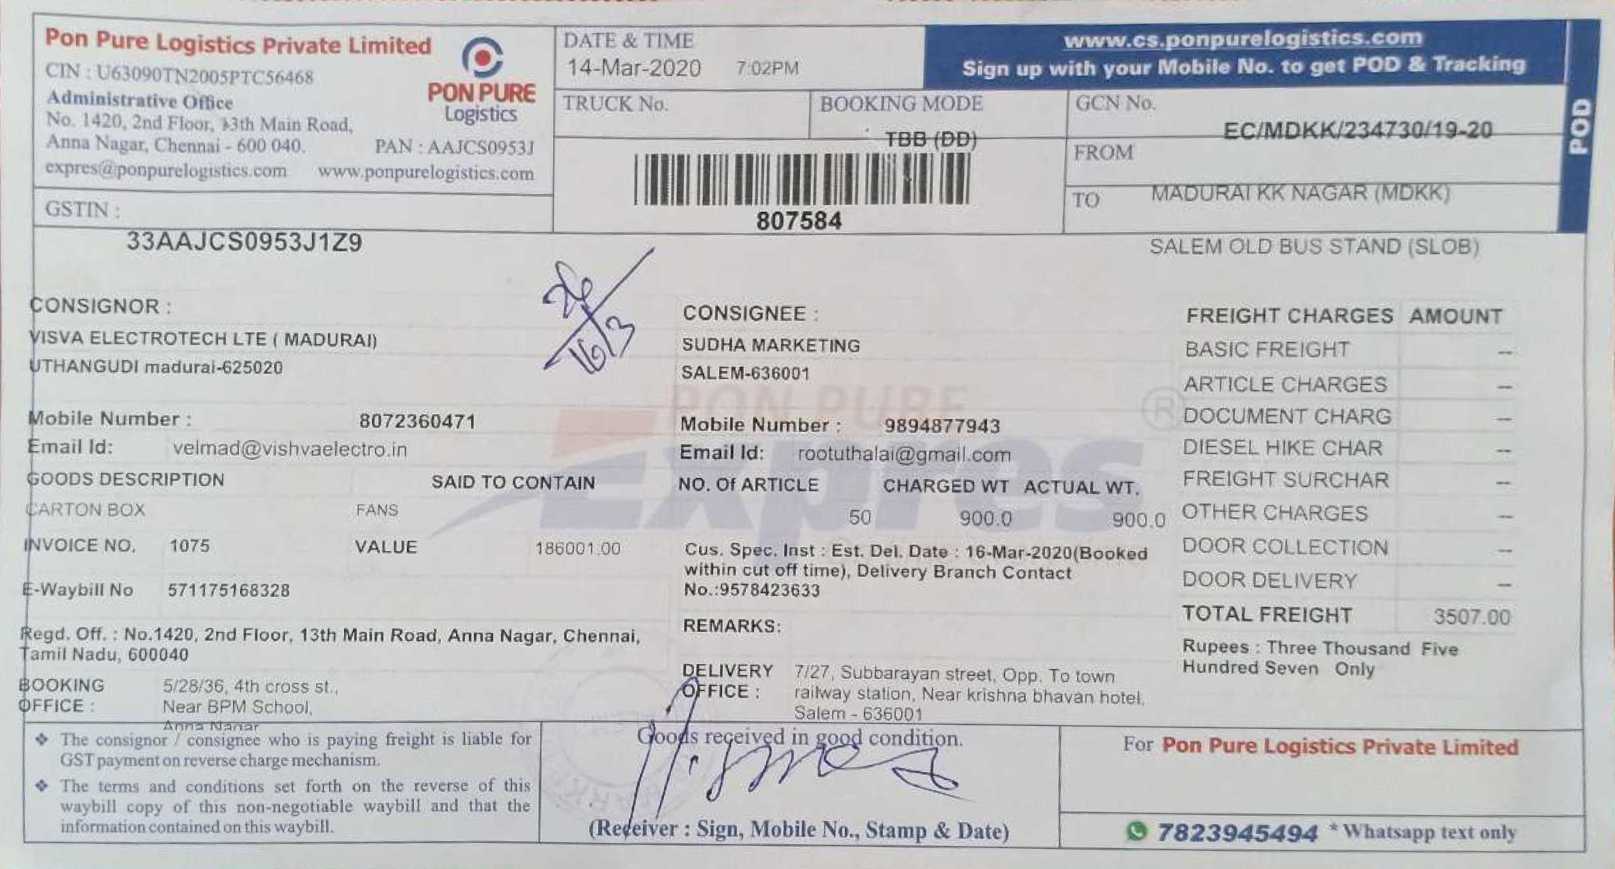 Pon Pure Logistics Private Limited
CIN : U63090TN2005PTC56468
Administrative Office
No. 1420, 2nd Floor, 13th Main Road,
Anna Nagar, Chennai - 600 040.
PAN : AAJCS0953J
expres@ponpurelogistics.com www.ponpurelogistics.com
PON PURE
Logistics
GSTIN :
33AAJCS0953J1Z9
DATE & TIME
14-Mar-2020 7:02PM
TRUCK No.
BOOKING MODE
TBB (DD)
807584
www.cs.ponpurelogistics.com
Sign up with your Mobile No. to get POD & Tracking
GCN No.
EC/MDKK/234730/19-20
FROM
MADURAI KK NAGAR (MDKK)
TO
SALEM OLD BUS STAND (SLOB)
POD
16/3
CONSIGNOR :
VISVA ELECTROTECH LTE ( MADURAI)
UTHANGUDI madurai-625020
Mobile Number : 8072360471
Email Id: velmad@vishvaelectro.in
CONSIGNEE :
SUDHA MARKETING
SALEM-636001
Mobile Number : 9894877943
Email Id: rootuthalai@gmail.com
PON PURE
Expres
®
GOODS DESCRIPTION SAID TO CONTAIN NO. Of ARTICLE CHARGED WT ACTUAL WT.
CARTON BOX FANS 50 900.0 900.0
INVOICE NO. 1075 VALUE 186001.00
E-Waybill No 571175168328
Cus. Spec. Inst : Est. Del. Date : 16-Mar-2020(Booked
within cut off time), Delivery Branch Contact
No.:9578423633
REMARKS:
FREIGHT CHARGES AMOUNT
BASIC FREIGHT --
ARTICLE CHARGES --
DOCUMENT CHARG --
DIESEL HIKE CHAR --
FREIGHT SURCHAR --
OTHER CHARGES --
DOOR COLLECTION --
DOOR DELIVERY --
TOTAL FREIGHT 3507.00
Rupees : Three Thousand Five
Hundred Seven Only
Regd. Off. : No.1420, 2nd Floor, 13th Main Road, Anna Nagar, Chennai,
Tamil Nadu, 600040
BOOKING OFFICE : 5/28/36, 4th cross st.,
Near BPM School,
Anna Nagar
DELIVERY OFFICE : 7/27, Subbarayan street, Opp. To town
railway station, Near krishna bhavan hotel,
Salem - 636001
❖ The consignor / consignee who is paying freight is liable for
GST payment on reverse charge mechanism.
❖ The terms and conditions set forth on the reverse of this
waybill copy of this non-negotiable waybill and that the
information contained on this waybill.
Goods received in good condition.
(Receiver : Sign, Mobile No., Stamp & Date)
For Pon Pure Logistics Private Limited
7823945494 * Whatsapp text only